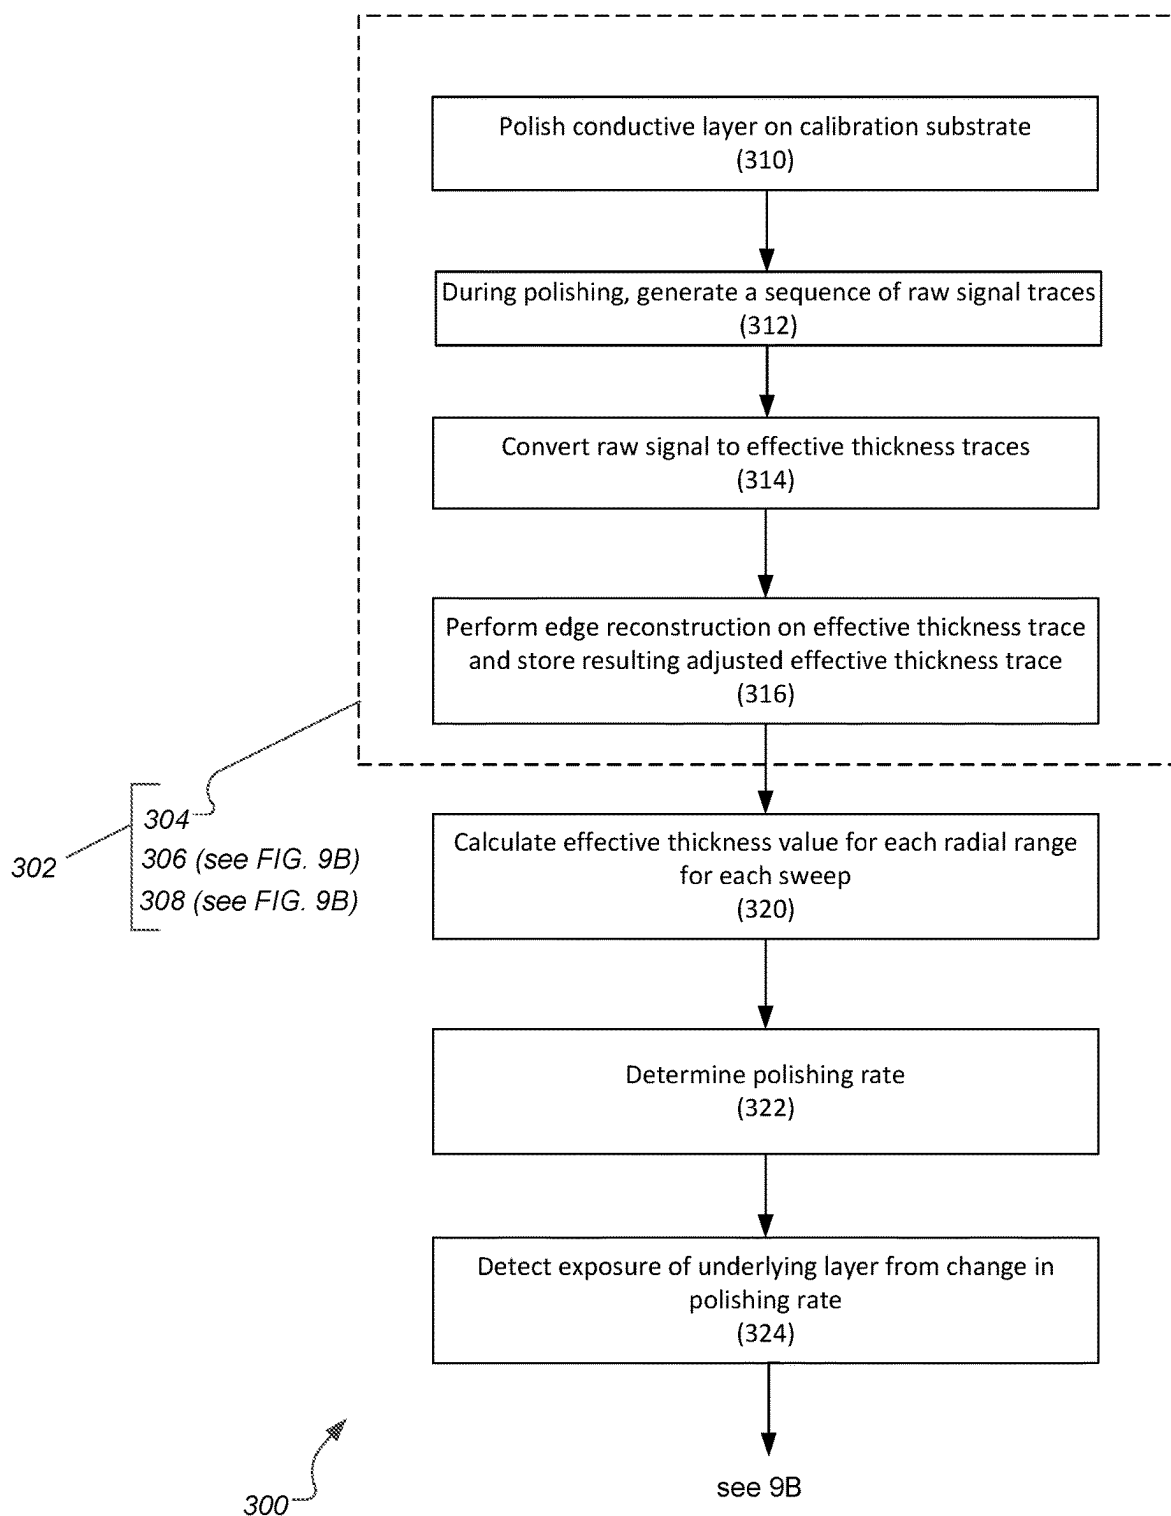 Polish conductive layer on calibration substrate
(310)
During polishing, generate a sequence of raw signal traces
(312)
Convert raw signal to effective thickness traces
(314)
Perform edge reconstruction on effective thickness trace
and store resulting adjusted effective thickness trace
(316)
302
304
306 (see FIG. 9B)
308 (see FIG. 9B)
Calculate effective thickness value for each radial range
for each sweep
(320)
Determine polishing rate
(322)
Detect exposure of underlying layer from change in
polishing rate
(324)
see 9B
300